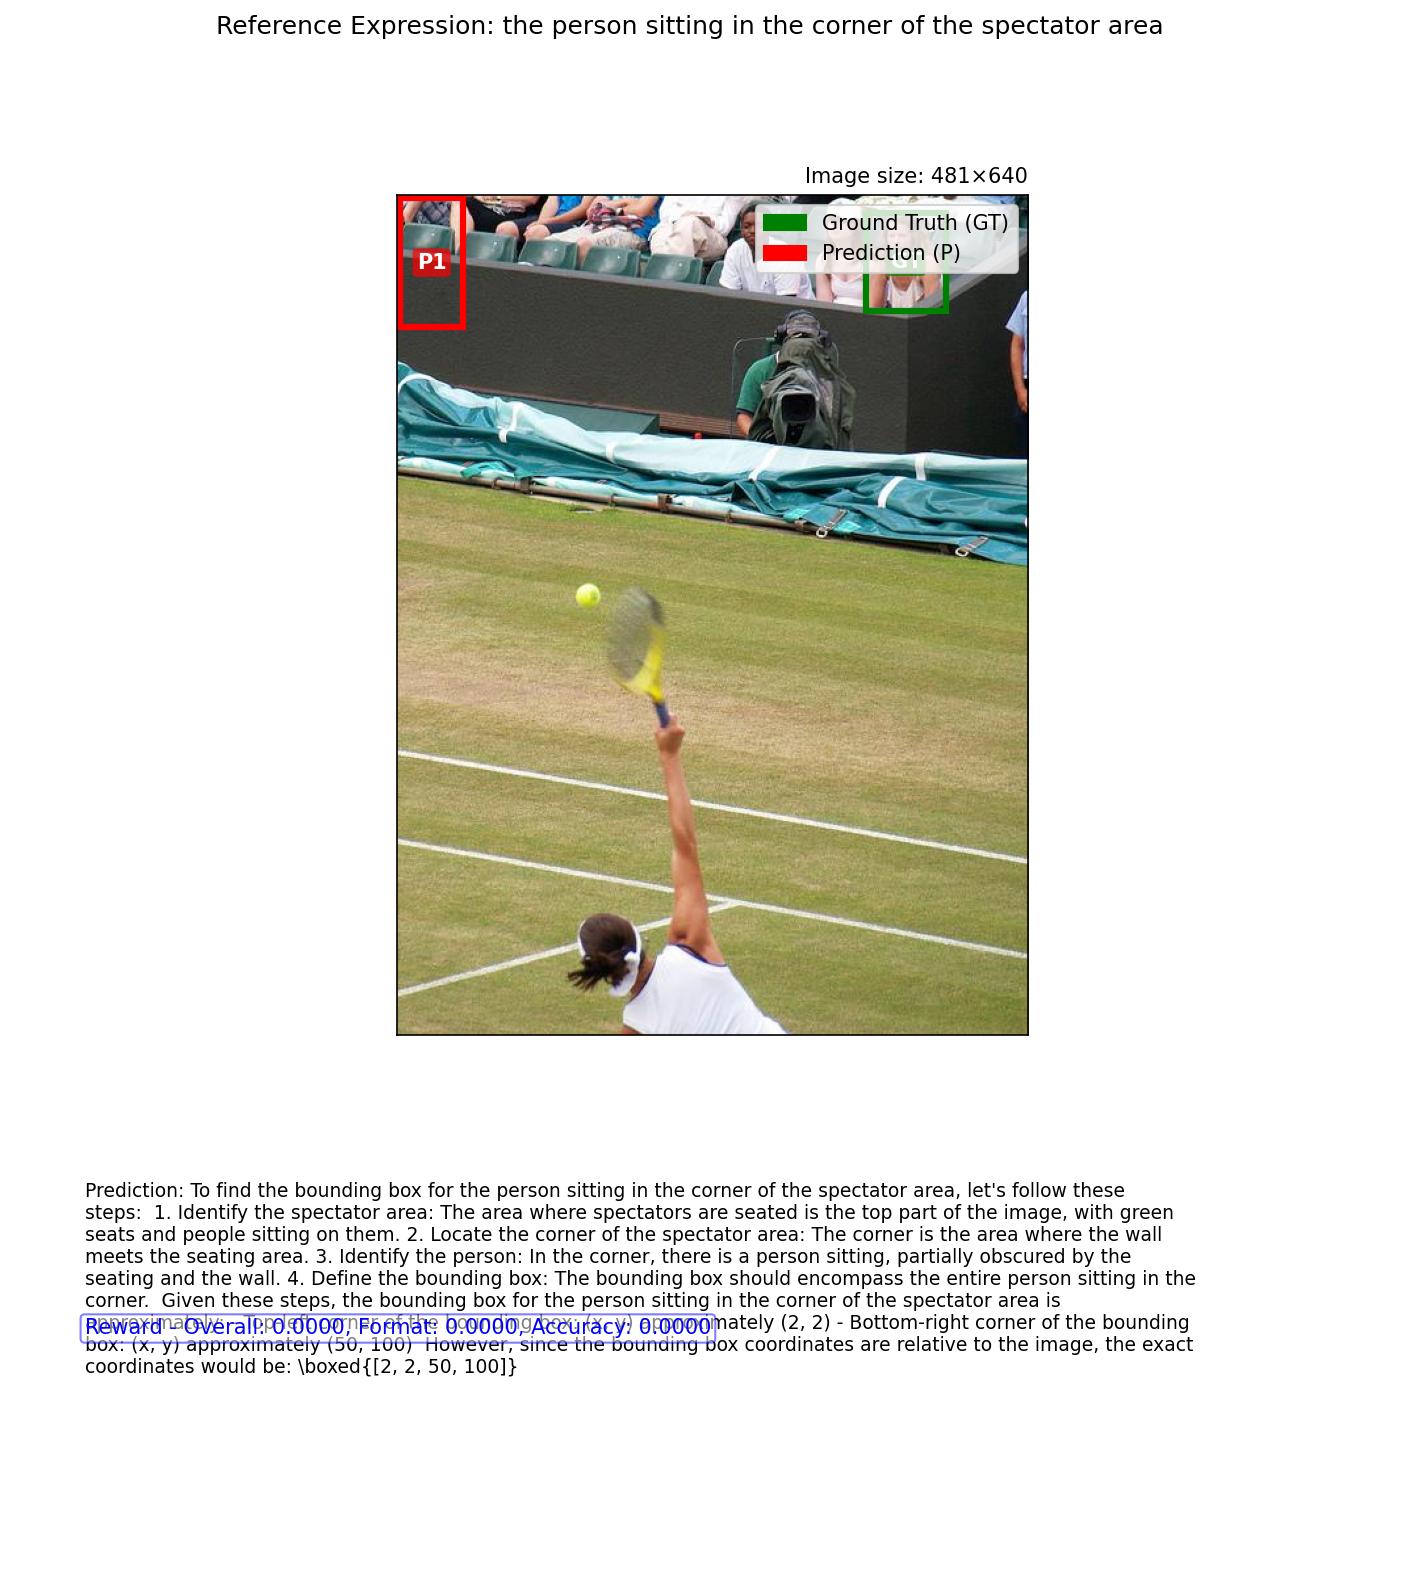 Reference Expression: the person sitting in the corner of the spectator area
Image size: 481×640
Ground Truth (GT)
Prediction (P)
P1
GT
Prediction: To find the bounding box for the person sitting in the corner of the spectator area, let's follow these
steps:  1. Identify the spectator area: The area where spectators are seated is the top part of the image, with green
seats and people sitting on them. 2. Locate the corner of the spectator area: The corner is the area where the wall
meets the seating area. 3. Identify the person: In the corner, there is a person sitting, partially obscured by the
seating and the wall. 4. Define the bounding box: The bounding box should encompass the entire person sitting in the
corner.  Given these steps, the bounding box for the person sitting in the corner of the spectator area is
approximately: - Top-left corner of the bounding box: (x, y) approximately (2, 2) - Bottom-right corner of the bounding
Reward - Overall: 0.0000, Format: 0.0000, Accuracy: 0.0000
box: (x, y) approximately (50, 100)  However, since the bounding box coordinates are relative to the image, the exact
coordinates would be: \boxed{[2, 2, 50, 100]}